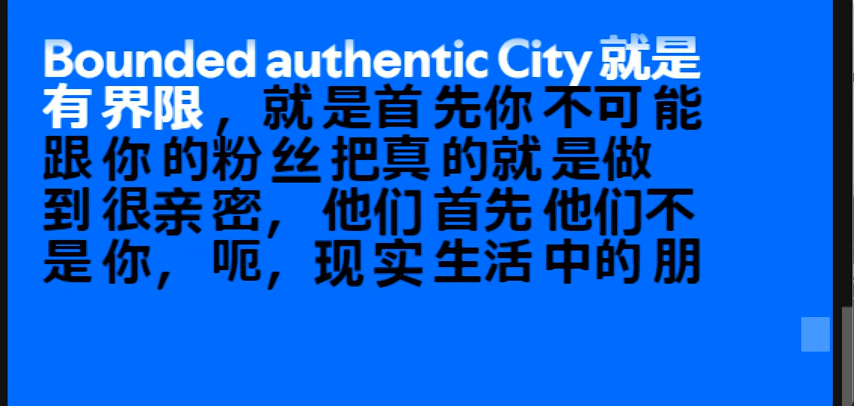 Bounded authentic City 就是
有界限，就是首先你不可能
跟你的粉丝把真的就是做
到很亲密，他们首先他们不
是你，呃，现实生活中的朋